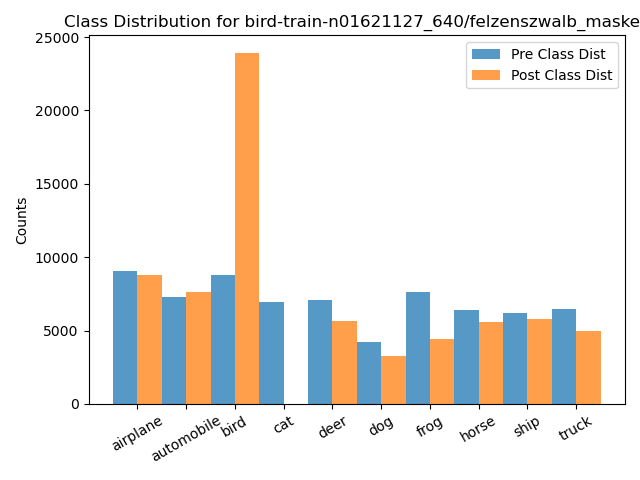 Class Distribution for bird-train-n01621127_640/felzenszwalb_maske
Pre Class Dist
Post Class Dist
Counts
25000
20000
15000
10000
5000
0
airplane
automobile
bird
cat
deer
dog
frog
horse
ship
truck